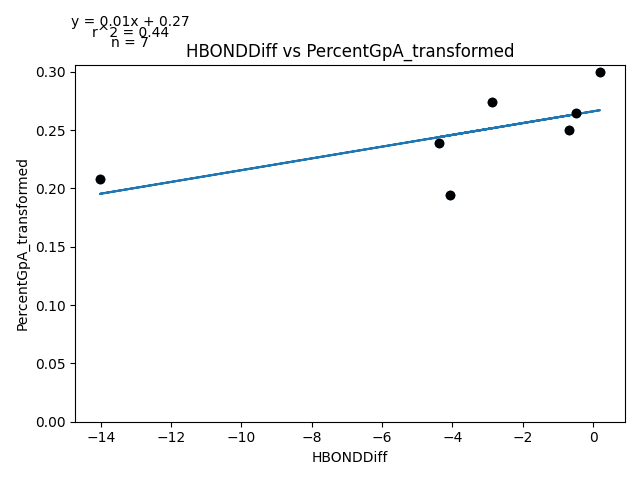 y = 0.01x + 0.27
r^2 = 0.44
n = 7
HBONDDiff vs PercentGpA_transformed
0.30
0.25
0.20
0.15
0.10
0.05
0.00
PercentGpA_transformed
−14 −12 −10 −8 −6 −4 −2 0
HBONDDiff